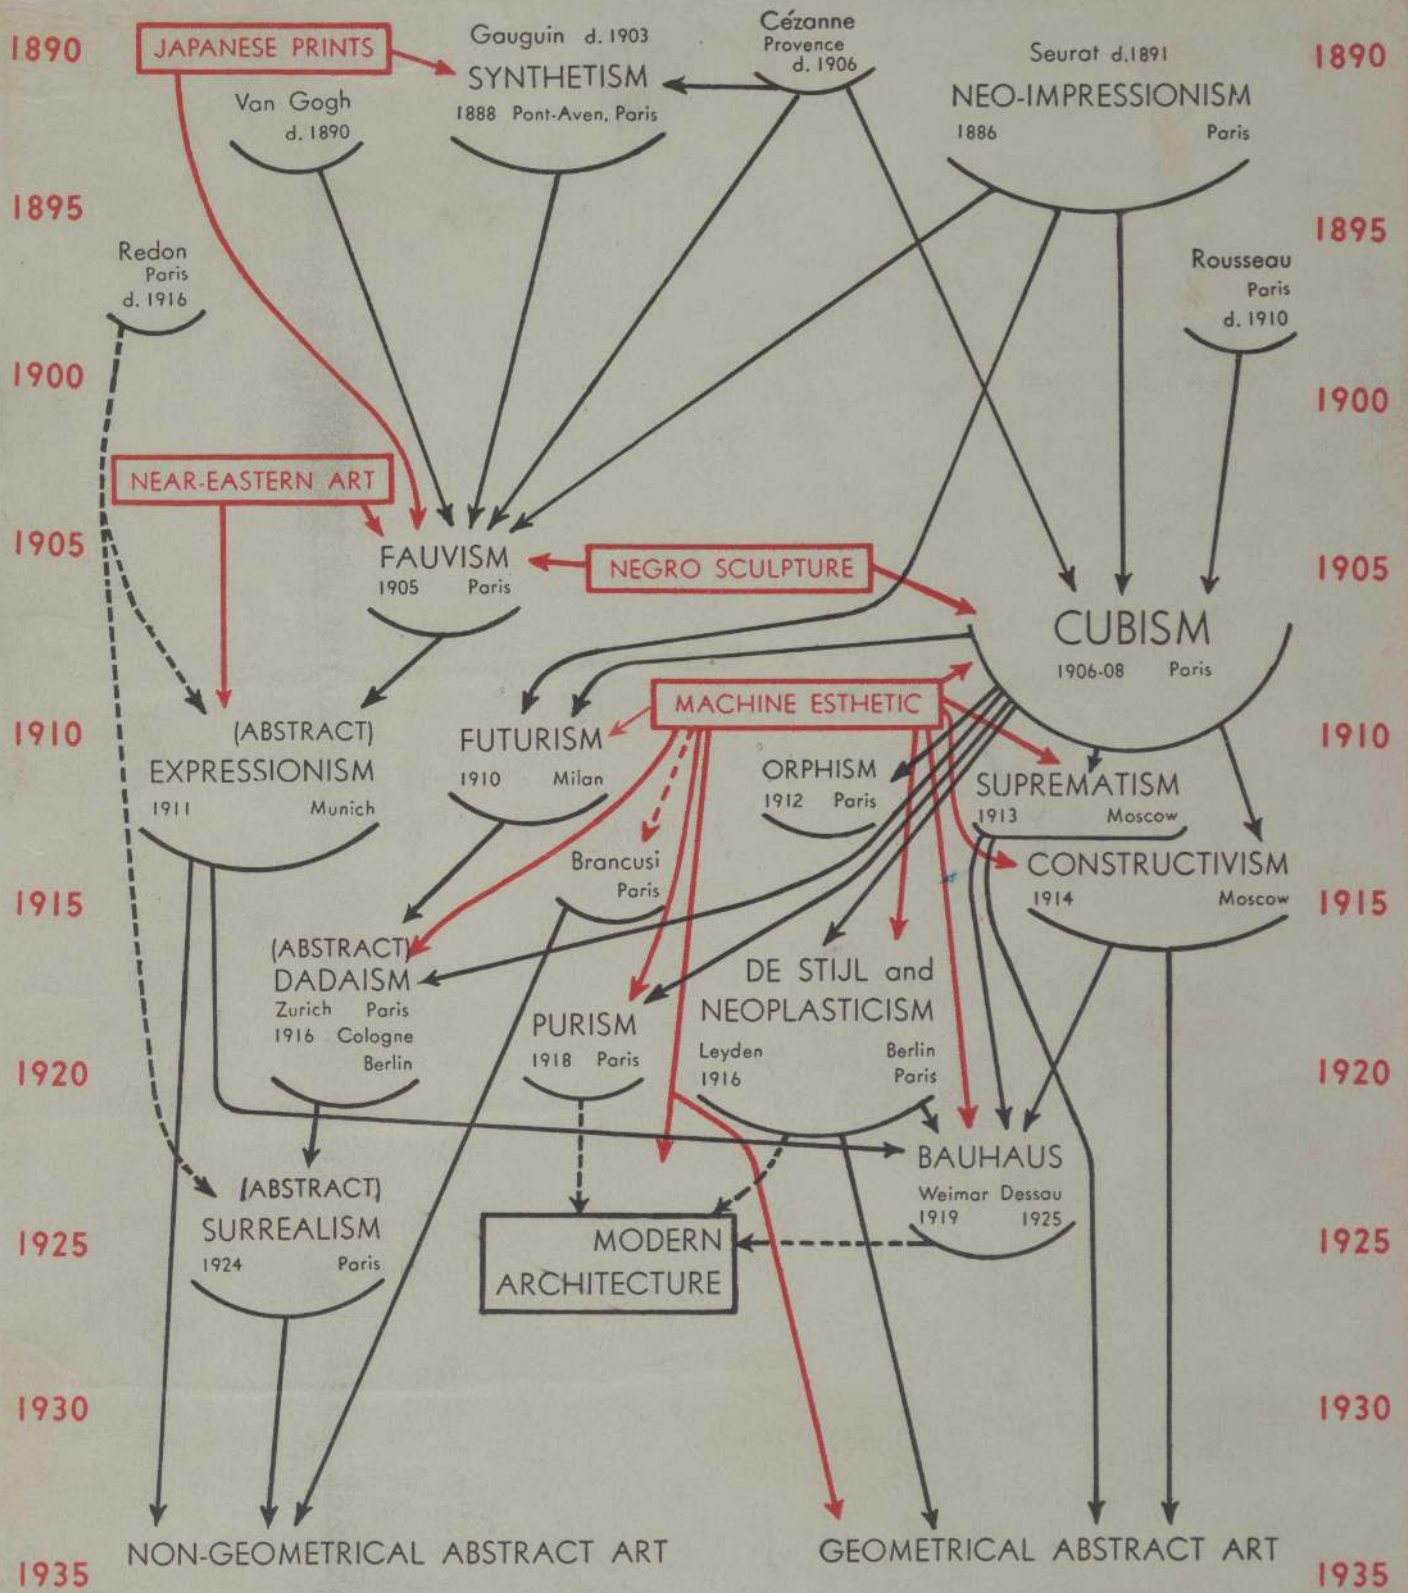 1890
JAPANESE PRINTS
Gauguin d. 1903
SYNTHETISM
1888 Pont-Aven, Paris
Cézanne
Provence
d. 1906
Seurat d.1891
NEO-IMPRESSIONISM
1886 Paris
1890
Van Gogh
d. 1890
1895
1895
Redon
Paris
d. 1916
Rousseau
Paris
d. 1910
1900
1900
NEAR-EASTERN ART
1905
FAUVISM
1905 Paris
NEGRO SCULPTURE
1905
CUBISM
1906-08 Paris
MACHINE ESTHETIC
1910
(ABSTRACT)
EXPRESSIONISM
1911 Munich
FUTURISM
1910 Milan
ORPHISM
1912 Paris
SUPREMATISM
1913 Moscow
1910
Brancusi
Paris
CONSTRUCTIVISM
1914 Moscow
1915
1915
(ABSTRACT)
DADAISM
Zurich Paris
1916 Cologne
Berlin
PURISM
1918 Paris
DE STIJL and
NEOPLASTICISM
Leyden Berlin
1916 Paris
1920
1920
BAUHAUS
Weimar Dessau
1919 1925
(ABSTRACT)
SURREALISM
1924 Paris
MODERN
ARCHITECTURE
1925
1925
1930
1930
NON-GEOMETRICAL ABSTRACT ART
GEOMETRICAL ABSTRACT ART
1935
1935